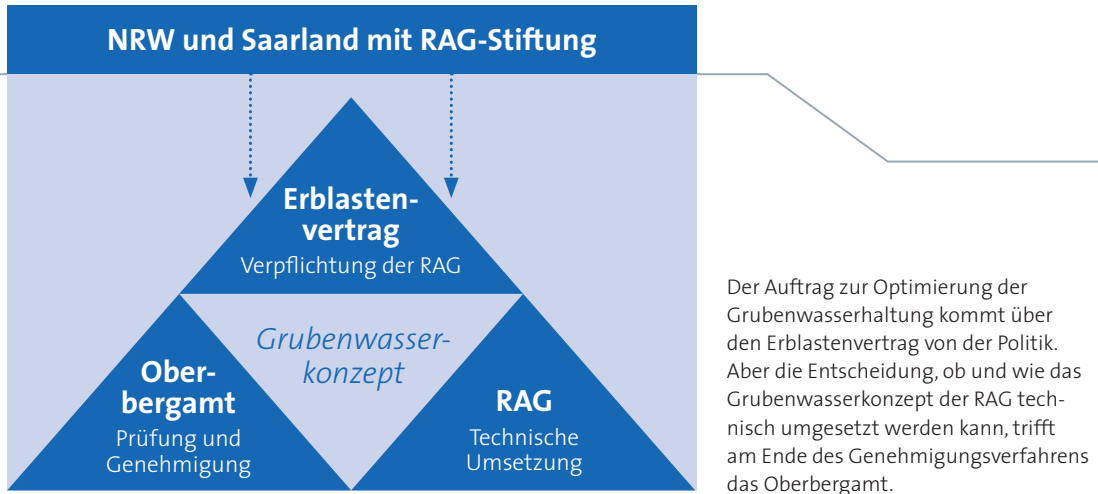 NRW und Saarland mit RAG-Stiftung
Erblasten-
vertrag
Verpflichtung der RAG
Grubenwasser-
konzept
Ober-
bergamt
Prüfung und
Genehmigung
RAG
Technische
Umsetzung
Der Auftrag zur Optimierung der
Grubenwasserhaltung kommt über
den Erblastenvertrag von der Politik.
Aber die Entscheidung, ob und wie das
Grubenwasserkonzept der RAG tech-
nisch umgesetzt werden kann, trifft
am Ende des Genehmigungsverfahrens
das Oberbergamt.